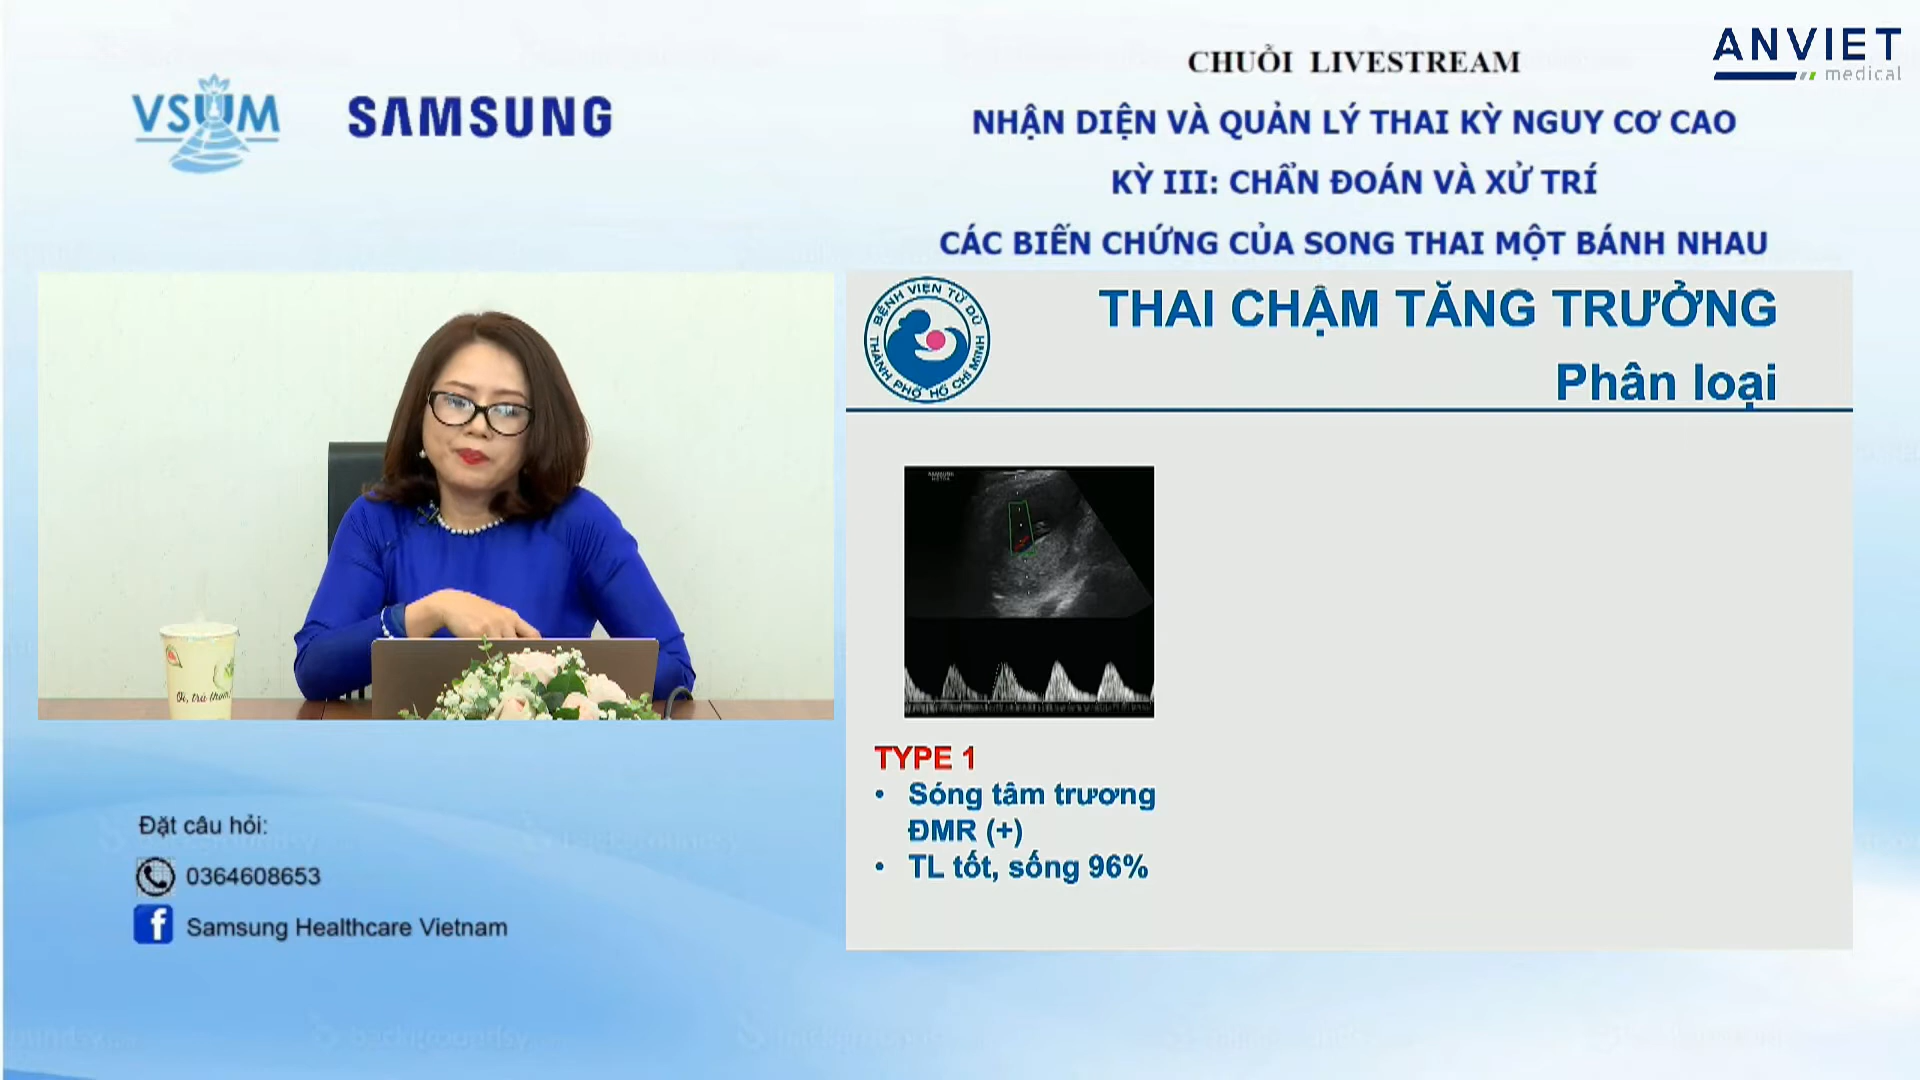 ANVIET
medical
CHUỖI LIVESTREAM
VSUM
SAMSUNG
NHẬN DIỆN VÀ QUẢN LÝ THAI KỲ NGUY CƠ CAO
KỲ III: CHẨN ĐOÁN VÀ XỬ TRÍ
CÁC BIẾN CHỨNG CỦA SONG THAI MỘT BÁNH NHAU
BỆNH VIỆN TỪ DŨ
THÀNH PHỐ HỒ CHÍ MINH
THAI CHẬM TĂNG TRƯỞNG
Phân loại
TYPE 1
• Sóng tâm trương
ĐMR (+)
• TL tốt, sống 96%
Đặt câu hỏi:
0364608653
f Samsung Healthcare Vietnam